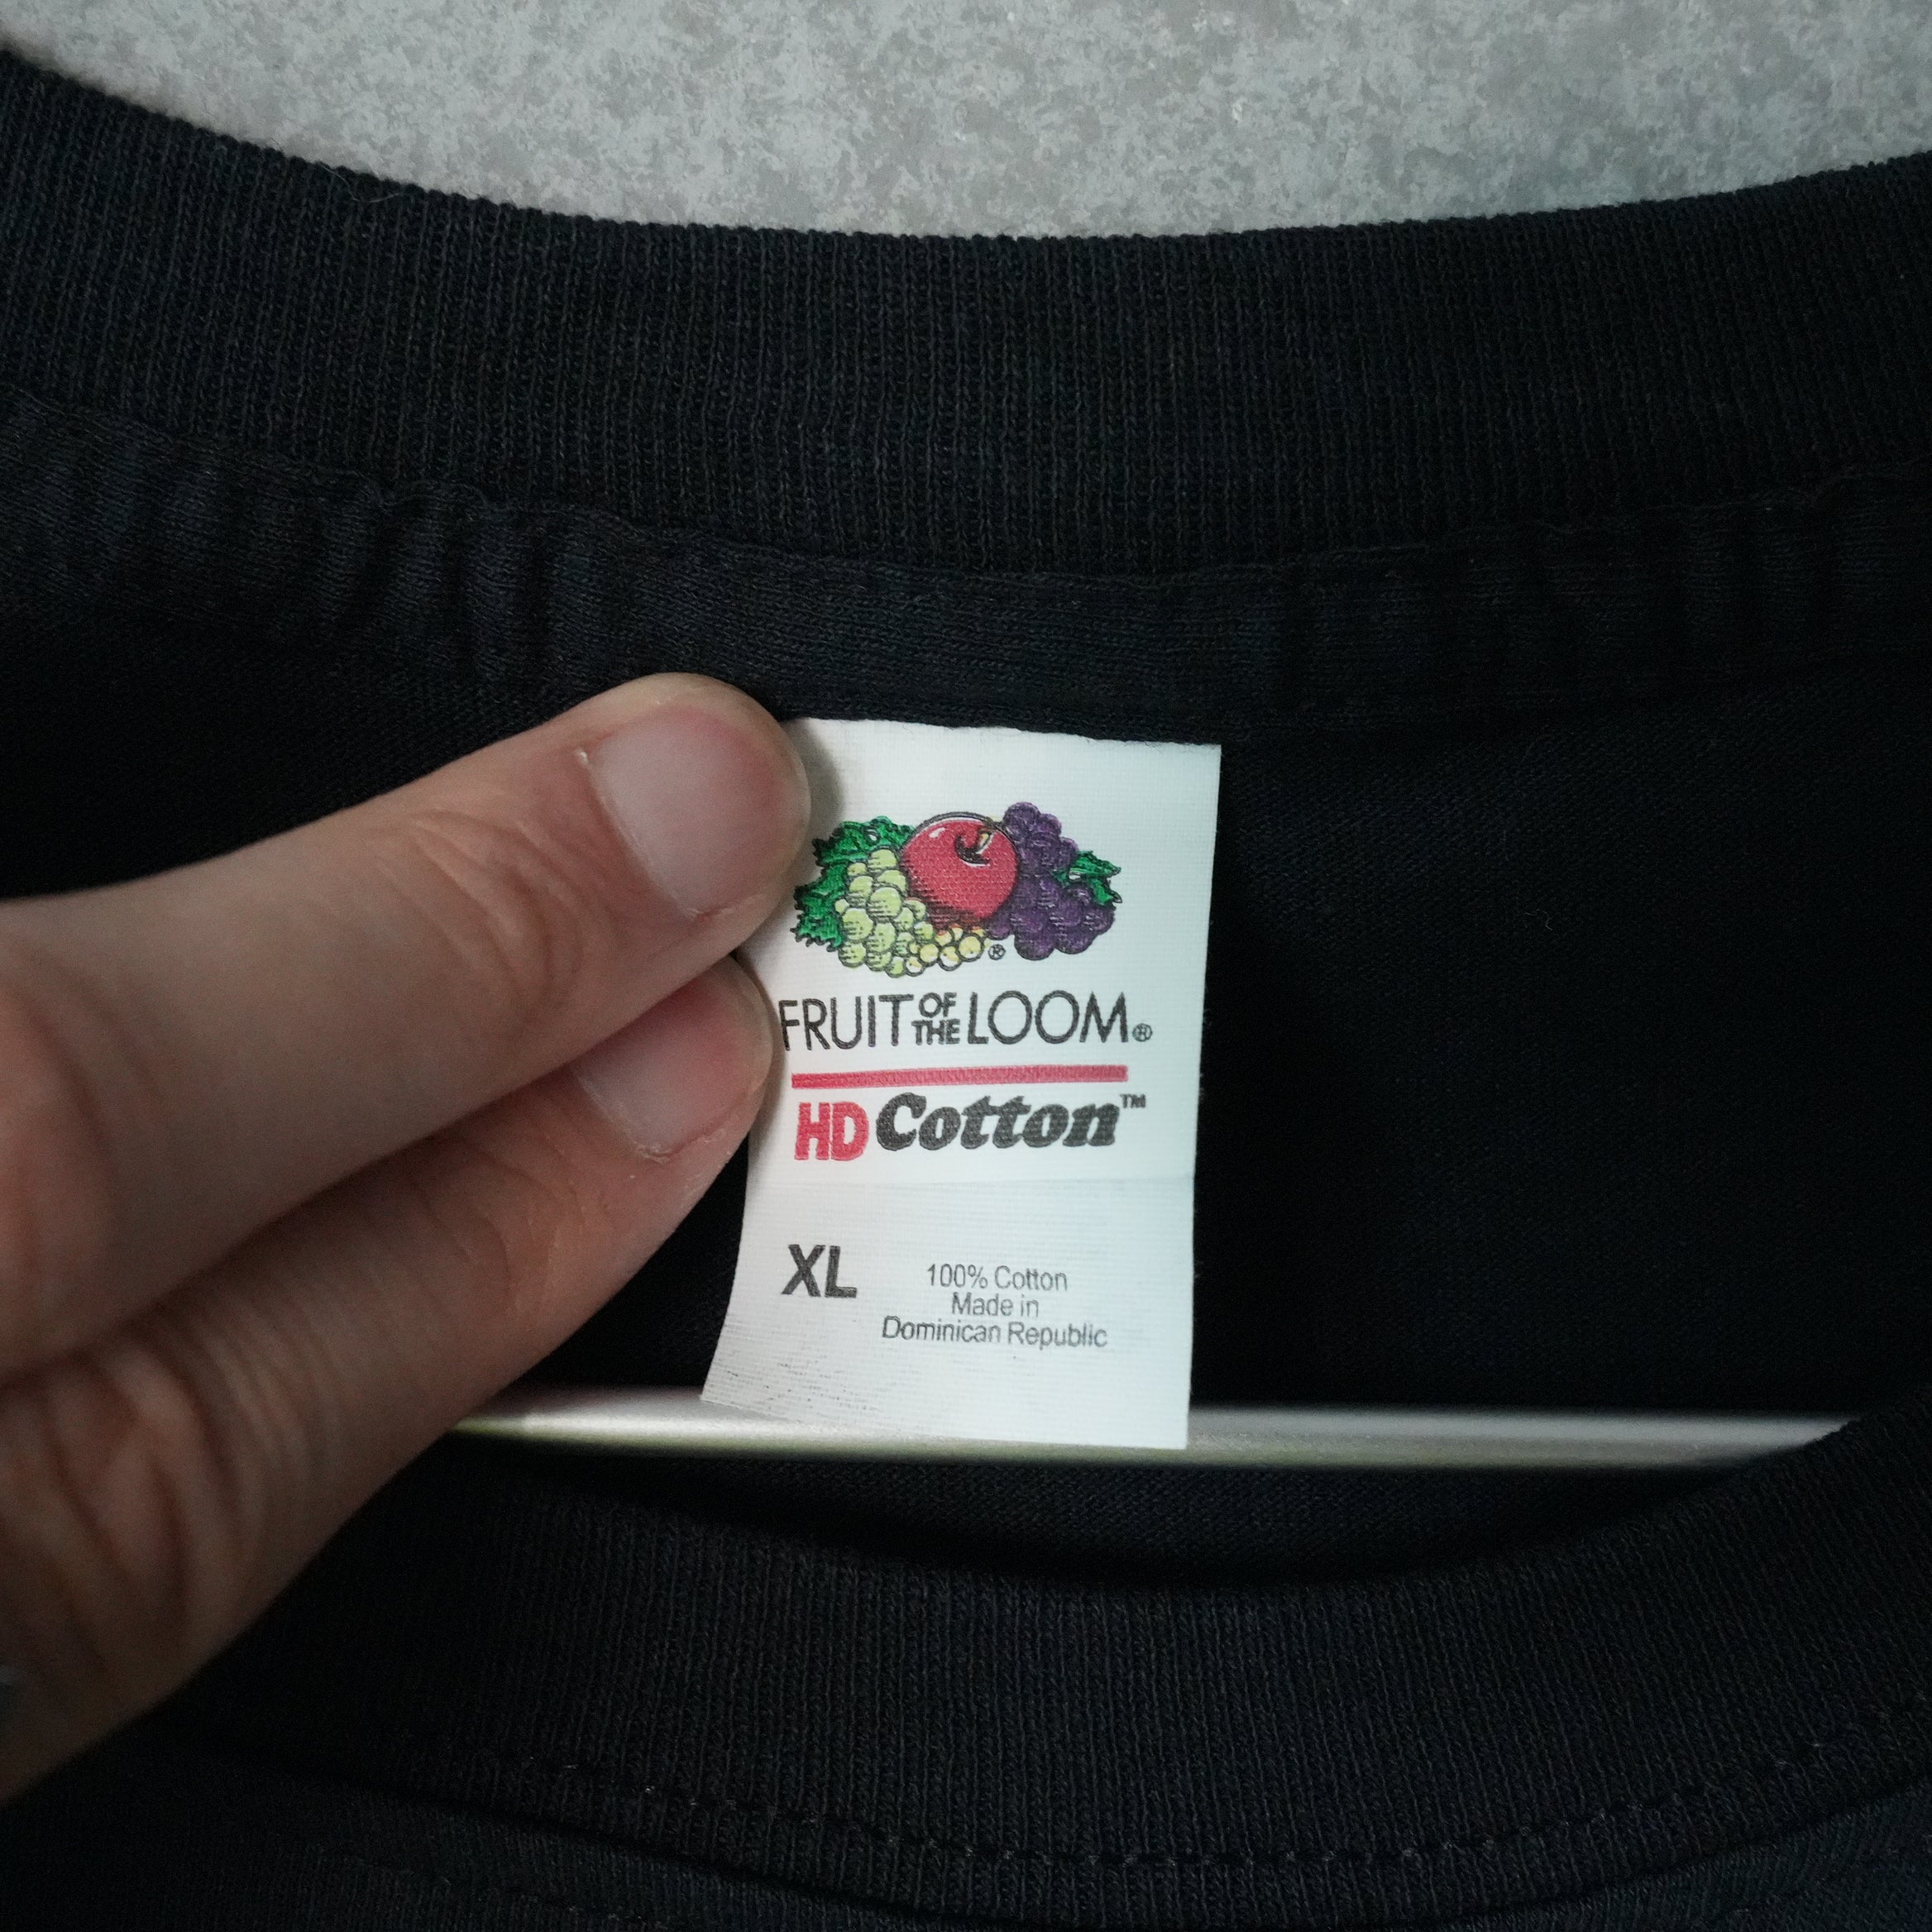 ®
FRUIT OF THE LOOM®
HD Cotton™
XL
100% Cotton
Made in
Dominican Republic